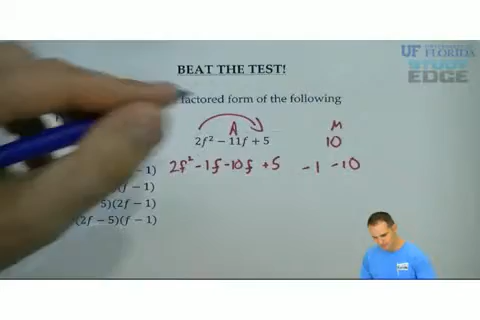 UF FLORIDA
STUDY
EDGE
BEAT THE TEST!
factored form of the following
A
M
2f² − 11f + 5
10
− 1)
2f² -1f -10f +5
-1 -10
(f − 1)
5)(2f − 1)
(2f − 5)(f − 1)